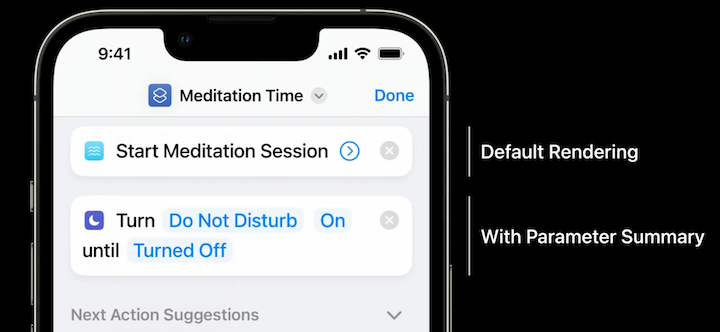 9:41
Meditation Time
Done
Start Meditation Session
Default Rendering
Turn Do Not Disturb On
until Turned Off
With Parameter Summary
Next Action Suggestions